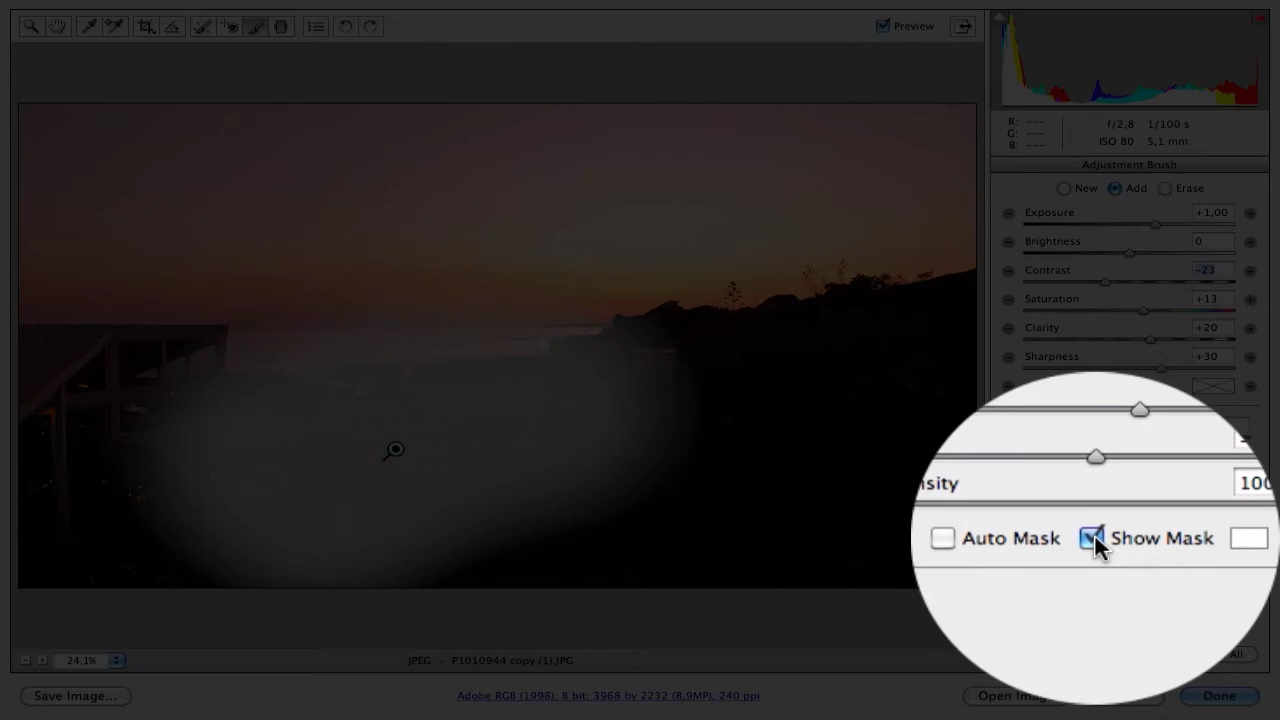 Preview
R: ---
G: ---
B: ---
f/2,8 1/100 s
ISO 80 5,1 mm
Adjustment Brush
New Add Erase
Exposure +1,00
Brightness 0
Contrast -23
Saturation +13
Clarity +20
Sharpness +30
100
Auto Mask Show Mask
All
24,1%
JPEG - P1010944 copy (1).JPG
Save Image...
Adobe RGB (1998); 8 bit; 3968 by 2232 (8,9MP); 240 ppi
Open
Done